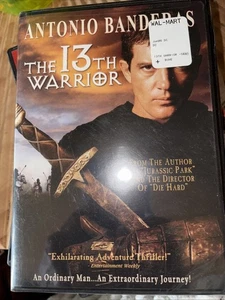 ANTONIO BANDERAS
WAL-MART
THE 13TH
WARRIOR
FROM THE AUTHOR
"JURASSIC PARK"
THE DIRECTOR
OF "DIE HARD"
"Exhilarating Adventure Thriller!"
Entertainment Weekly
An Ordinary Man...An Extraordinary Journey!